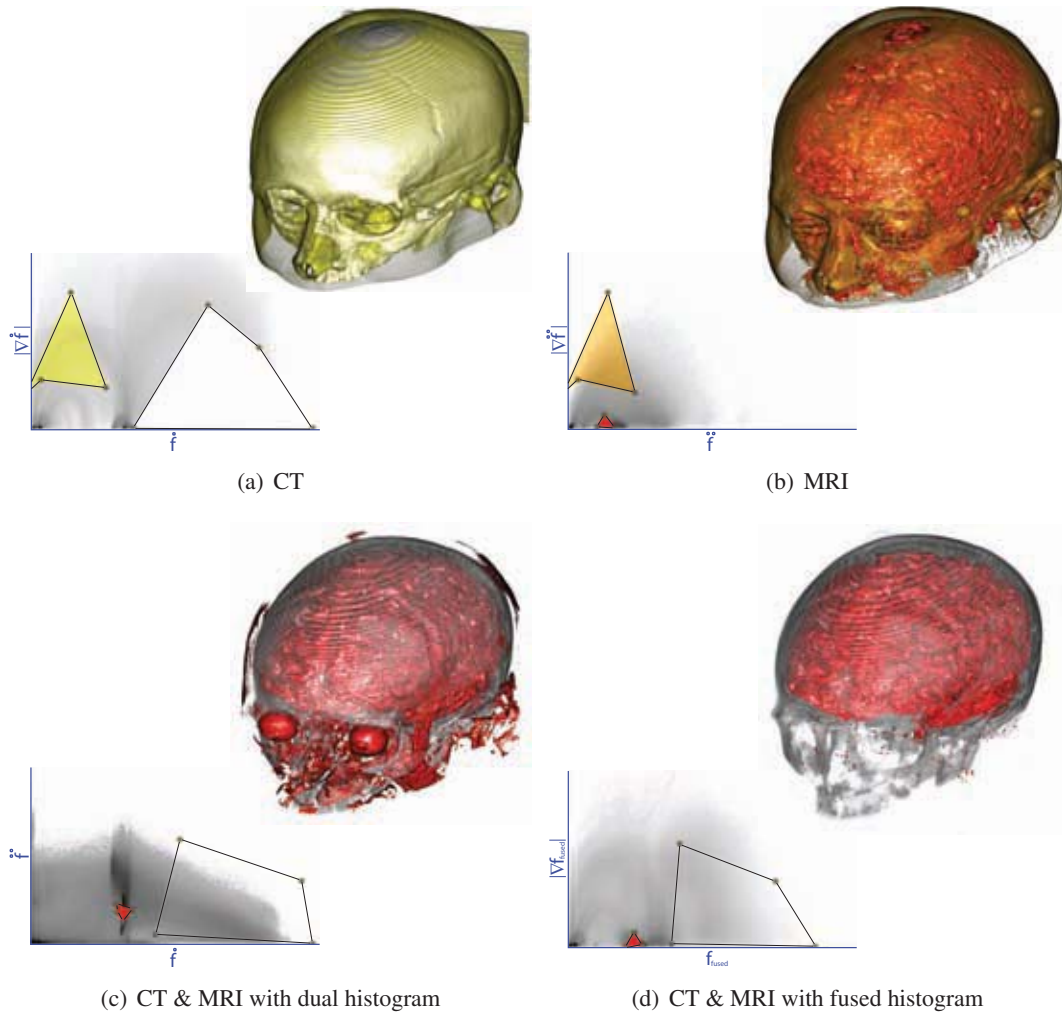 |∇f̊|
f̊
(a) CT
|∇f̊̊|
f̊̊
(b) MRI
f̊̊
f̊
(c) CT & MRI with dual histogram
|∇f_fused|
f_fused
(d) CT & MRI with fused histogram